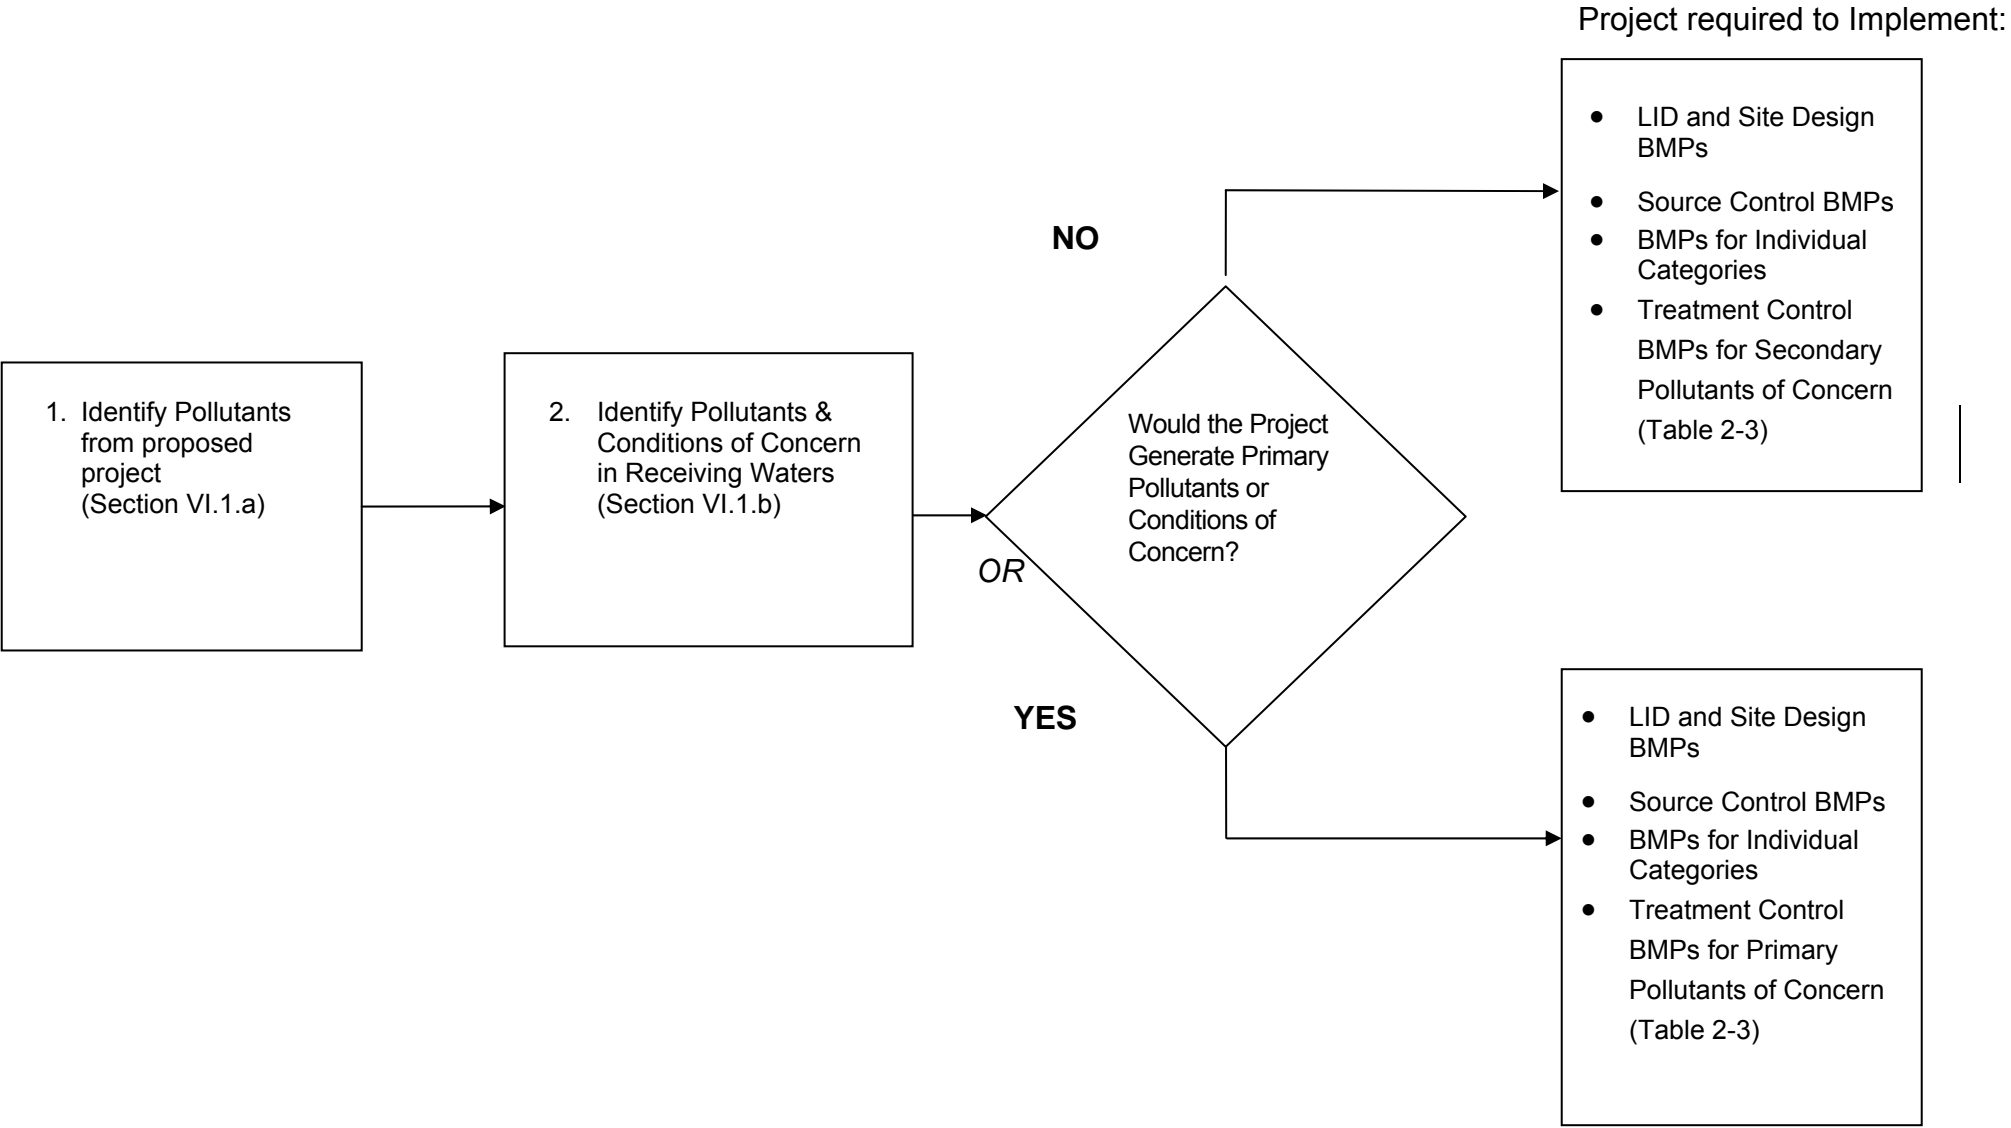 Project required to Implement:
1. Identify Pollutants
from proposed
project
(Section VI.1.a)
2. Identify Pollutants &
Conditions of Concern
in Receiving Waters
(Section VI.1.b)
OR
Would the Project
Generate Primary
Pollutants or
Conditions of
Concern?
NO
● LID and Site Design
BMPs
● Source Control BMPs
● BMPs for Individual
Categories
● Treatment Control
BMPs for Secondary
Pollutants of Concern
(Table 2-3)
YES
● LID and Site Design
BMPs
● Source Control BMPs
● BMPs for Individual
Categories
● Treatment Control
BMPs for Primary
Pollutants of Concern
(Table 2-3)